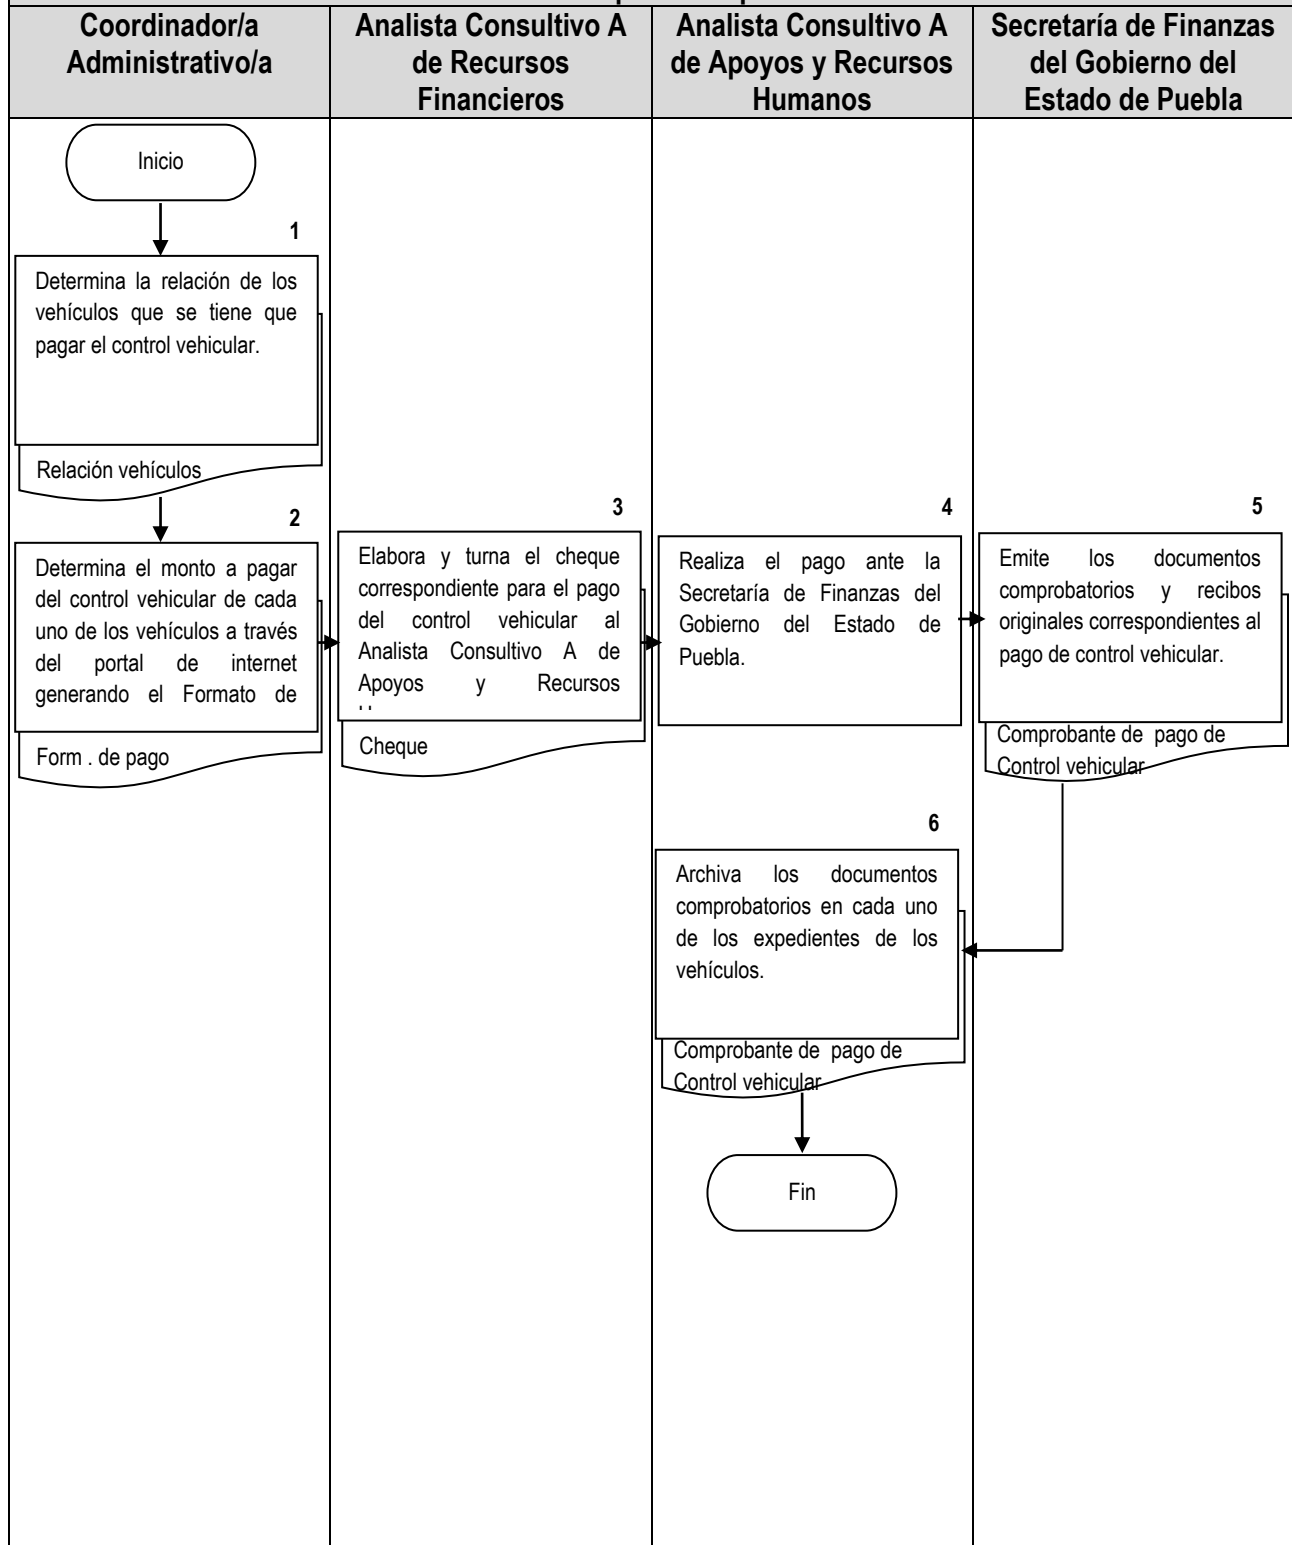 Coordinador/a
Administrativo/a
Analista Consultivo A
de Recursos
Financieros
Analista Consultivo A
de Apoyos y Recursos
Humanos
Secretaría de Finanzas
del Gobierno del
Estado de Puebla
Inicio
1
Determina la relación de los
vehículos que se tiene que
pagar el control vehicular.
Relación vehículos
2
Determina el monto a pagar
del control vehicular de cada
uno de los vehículos a través
del portal de internet
generando el Formato de
Form . de pago
3
Elabora y turna el cheque
correspondiente para el pago
del control vehicular al
Analista Consultivo A de
Apoyos y Recursos
Cheque
4
Realiza el pago ante la
Secretaría de Finanzas del
Gobierno del Estado de
Puebla.
5
Emite los documentos
comprobatorios y recibos
originales correspondientes al
pago de control vehicular.
Comprobante de pago de
Control vehicular
6
Archiva los documentos
comprobatorios en cada uno
de los expedientes de los
vehículos.
Comprobante de pago de
Control vehicular
Fin